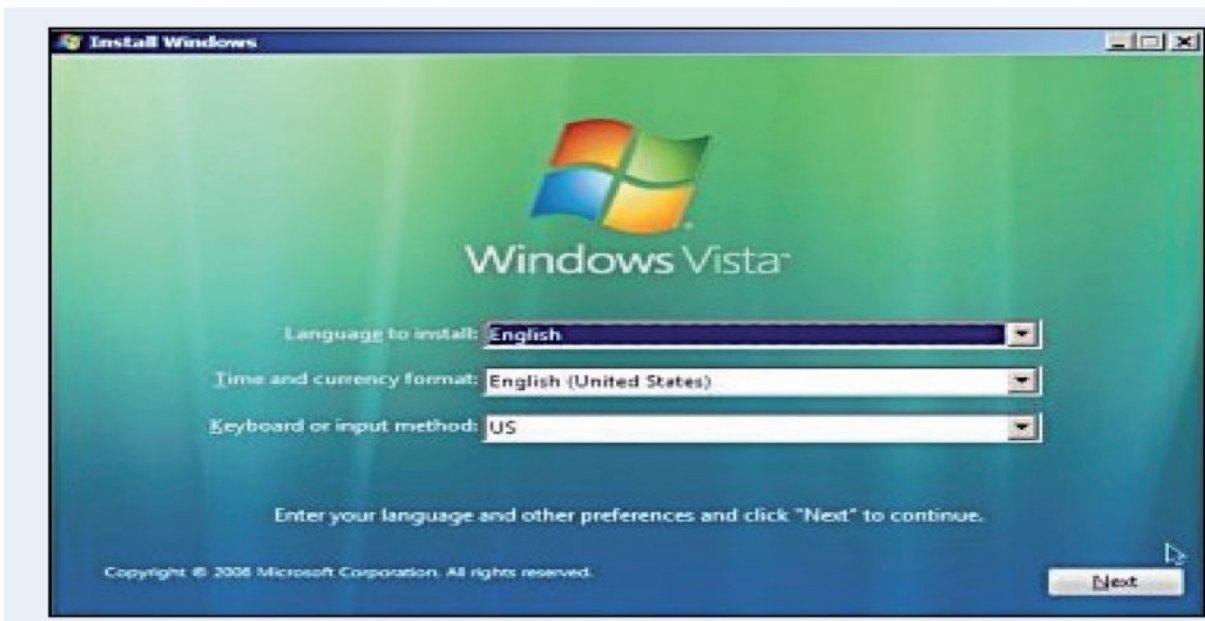 Install Windows
Windows Vista™
Language to install: English
Time and currency format: English (United States)
Keyboard or input method: US
Enter your language and other preferences and click "Next" to continue.
Copyright © 2006 Microsoft Corporation. All rights reserved.
Next